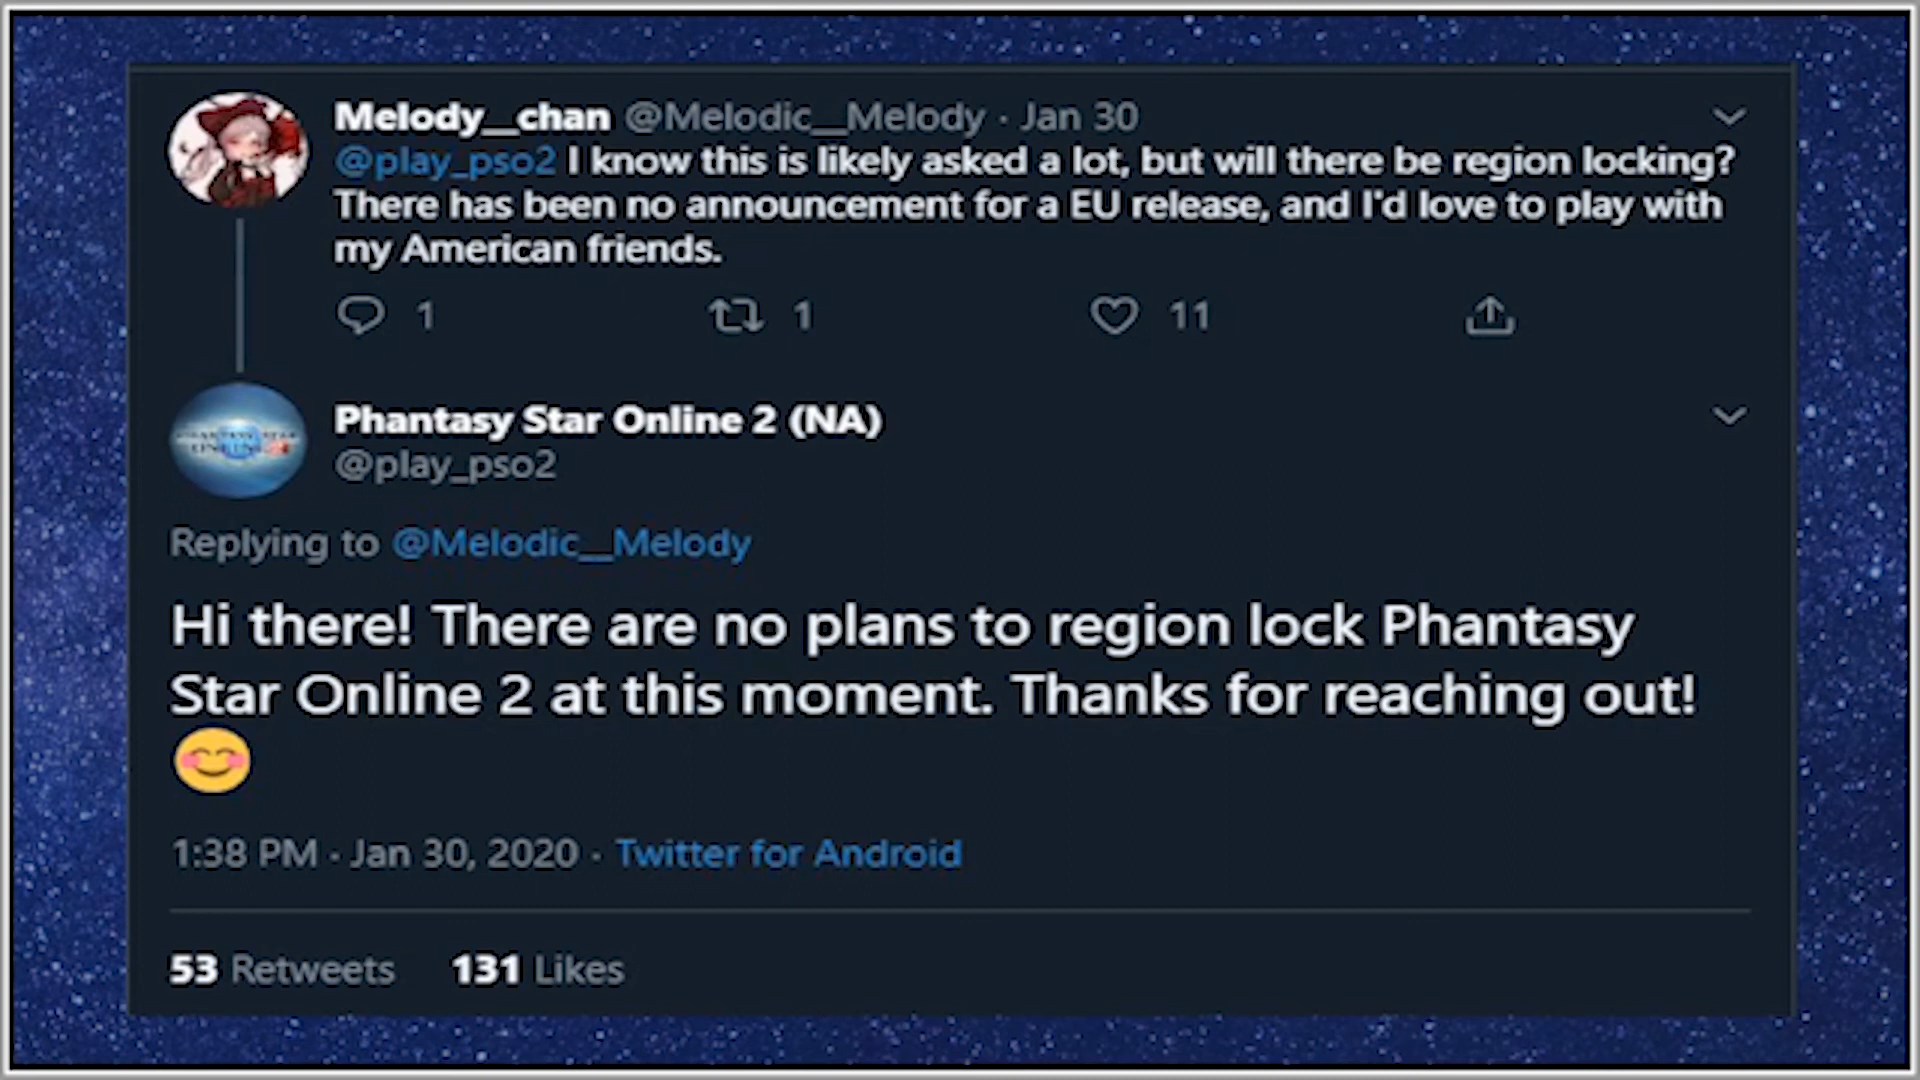 Melody__chan @Melodic__Melody · Jan 30
@play_pso2 I know this is likely asked a lot, but will there be region locking?
There has been no announcement for a EU release, and I'd love to play with
my American friends.
1 1 11
Phantasy Star Online 2 (NA)
@play_pso2
Replying to @Melodic__Melody
Hi there! There are no plans to region lock Phantasy
Star Online 2 at this moment. Thanks for reaching out!
😊
1:38 PM · Jan 30, 2020 · Twitter for Android
53 Retweets 131 Likes